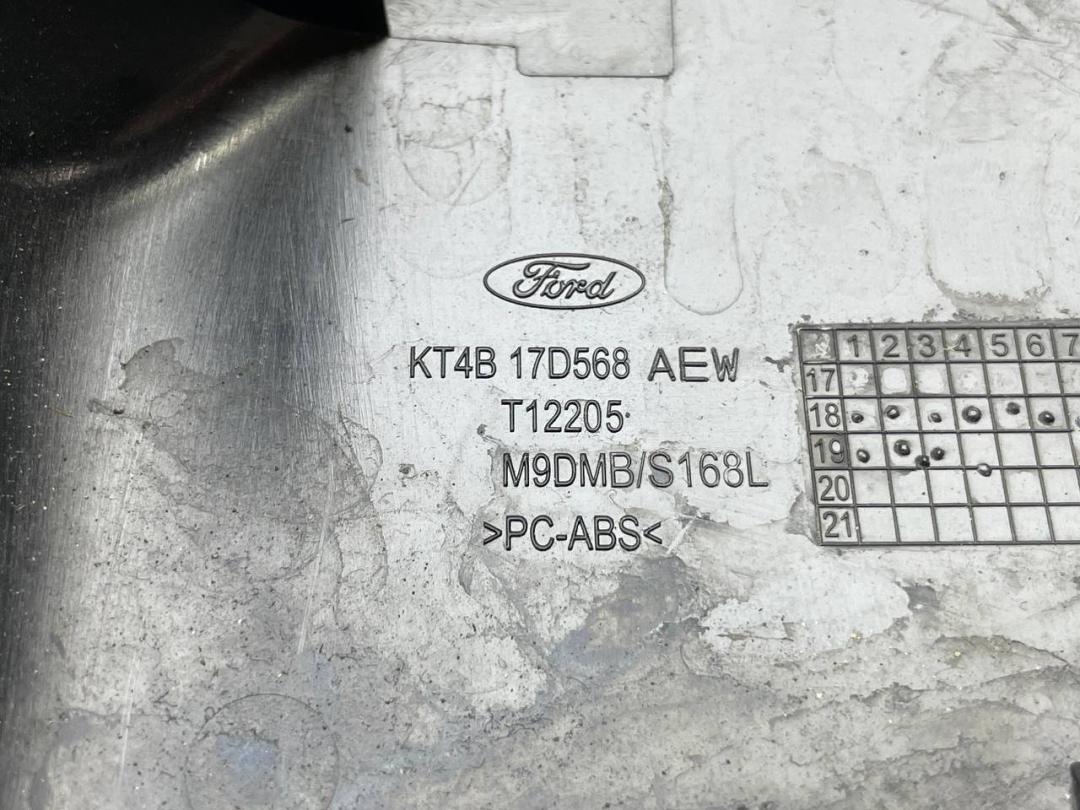 Ford
KT4B 17D568 AEW
T12205
M9DMB/S168L
>PC-ABS<
1 2 3 4 5 6 7
17
18
19
20
21